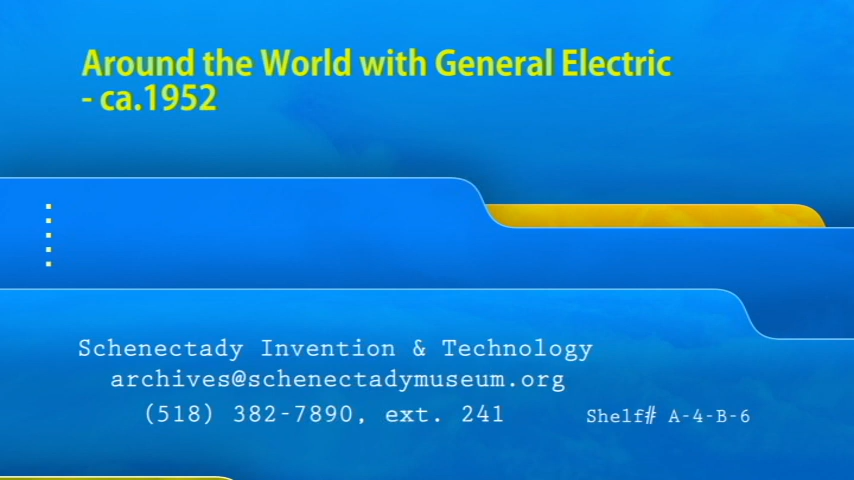 Around the World with General Electric
- ca.1952
Schenectady Invention & Technology
archives@schenectadymuseum.org
(518) 382-7890, ext. 241
Shelf# A-4-B-6